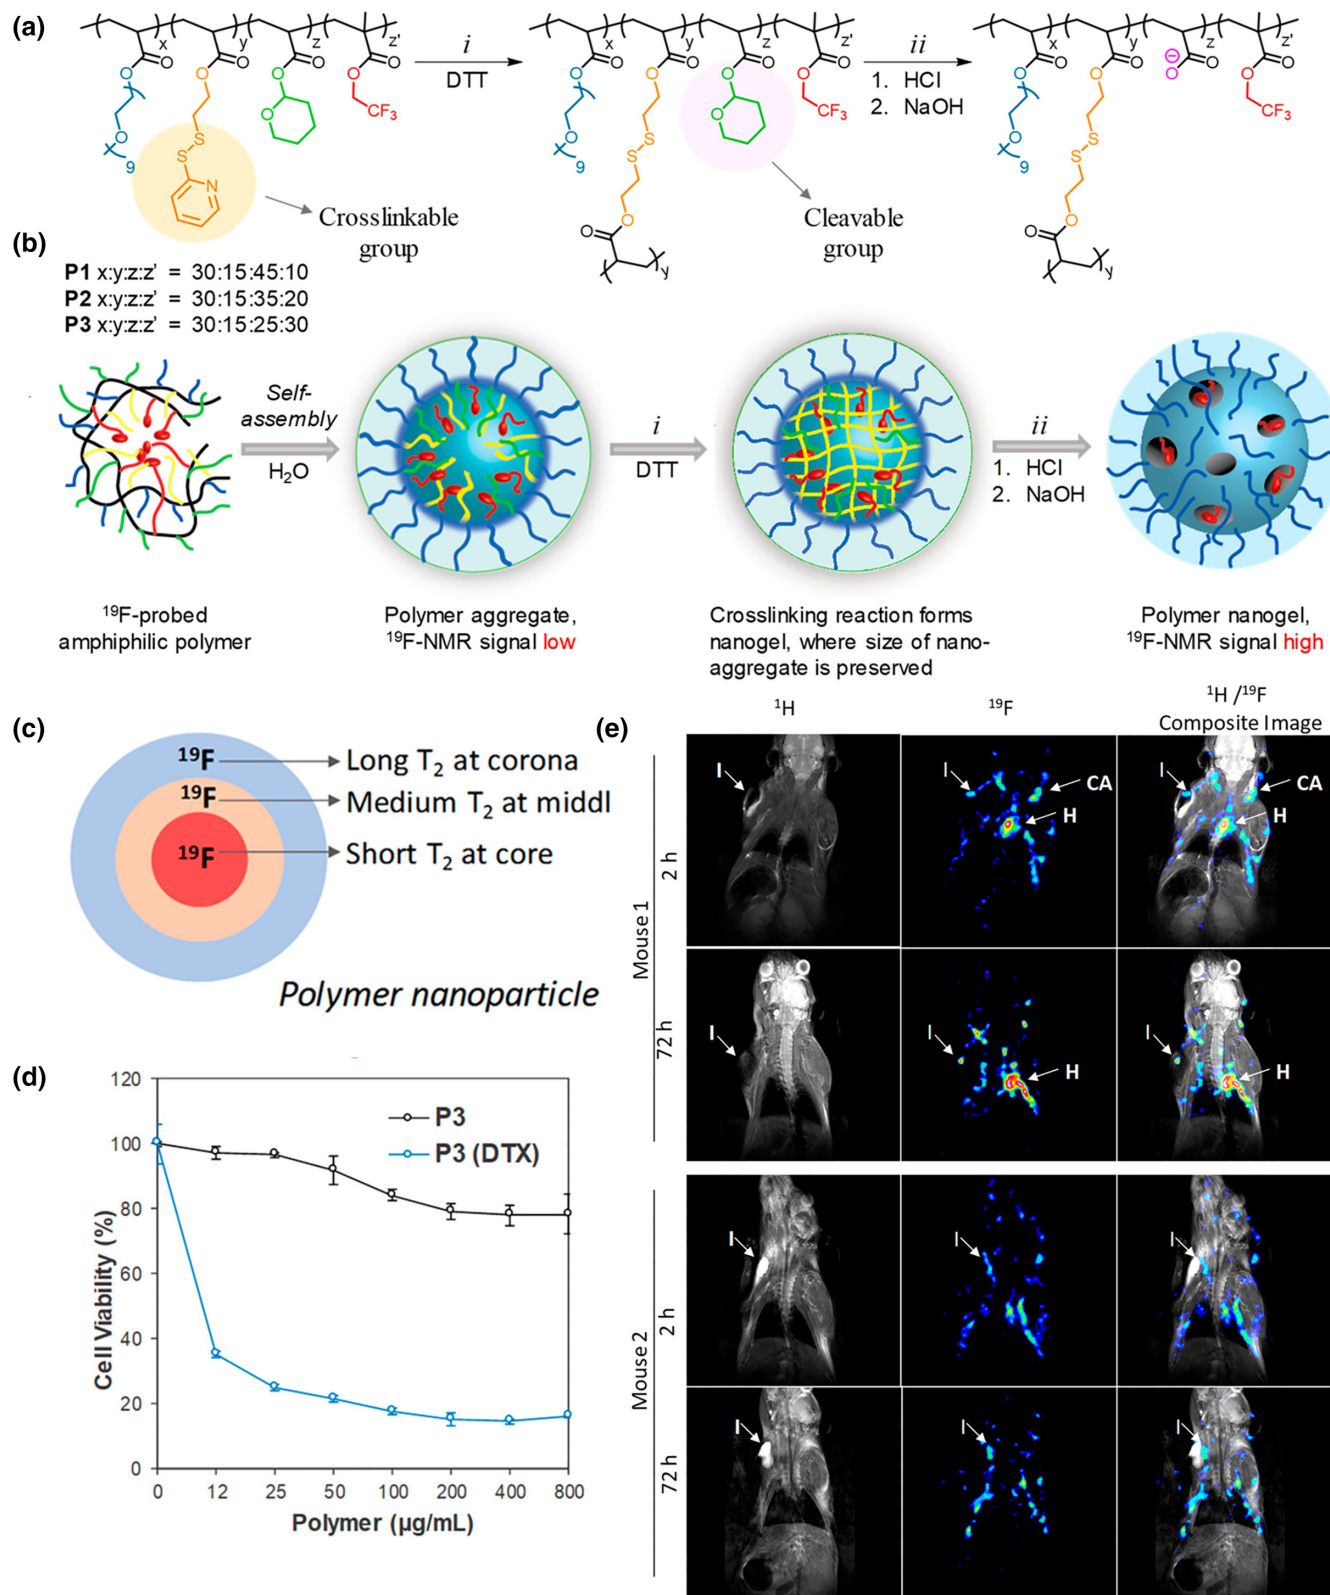 (a)
x
y
z
z'
O
O
O
O
O
O
O
O
O
O
9
S
S
N
O
CF3
i
DTT
x
y
z
z'
O
O
O
O
O
O
O
O
O
O
9
S
S
O
O
y
O
CF3
ii
1. HCl
2. NaOH
x
y
z
z'
O
O
O
O
O
O
⊖
O
O
O
9
S
S
O
O
y
CF3
Crosslinkable
group
Cleavable
group
(b)
P1 x:y:z:z' = 30:15:45:10
P2 x:y:z:z' = 30:15:35:20
P3 x:y:z:z' = 30:15:25:30
Self-
assembly
H2O
i
DTT
ii
1. HCl
2. NaOH
19F-probed
amphiphilic polymer
Polymer aggregate,
19F-NMR signal low
Crosslinking reaction forms
nanogel, where size of nano-
aggregate is preserved
Polymer nanogel,
19F-NMR signal high
(c)
19F
Long T2 at corona
19F
Medium T2 at middl
19F
Short T2 at core
Polymer nanoparticle
(d)
120
100
80
60
40
20
0
Cell Viability (%)
P3
P3 (DTX)
0 12 25 50 100 200 400 800
Polymer (µg/mL)
(e)
1H
19F
1H /19F
Composite Image
Mouse 1
2 h
I
I
CA
H
I
CA
H
72 h
I
I
H
I
H
Mouse 2
2 h
I
I
I
72h
I
I
I